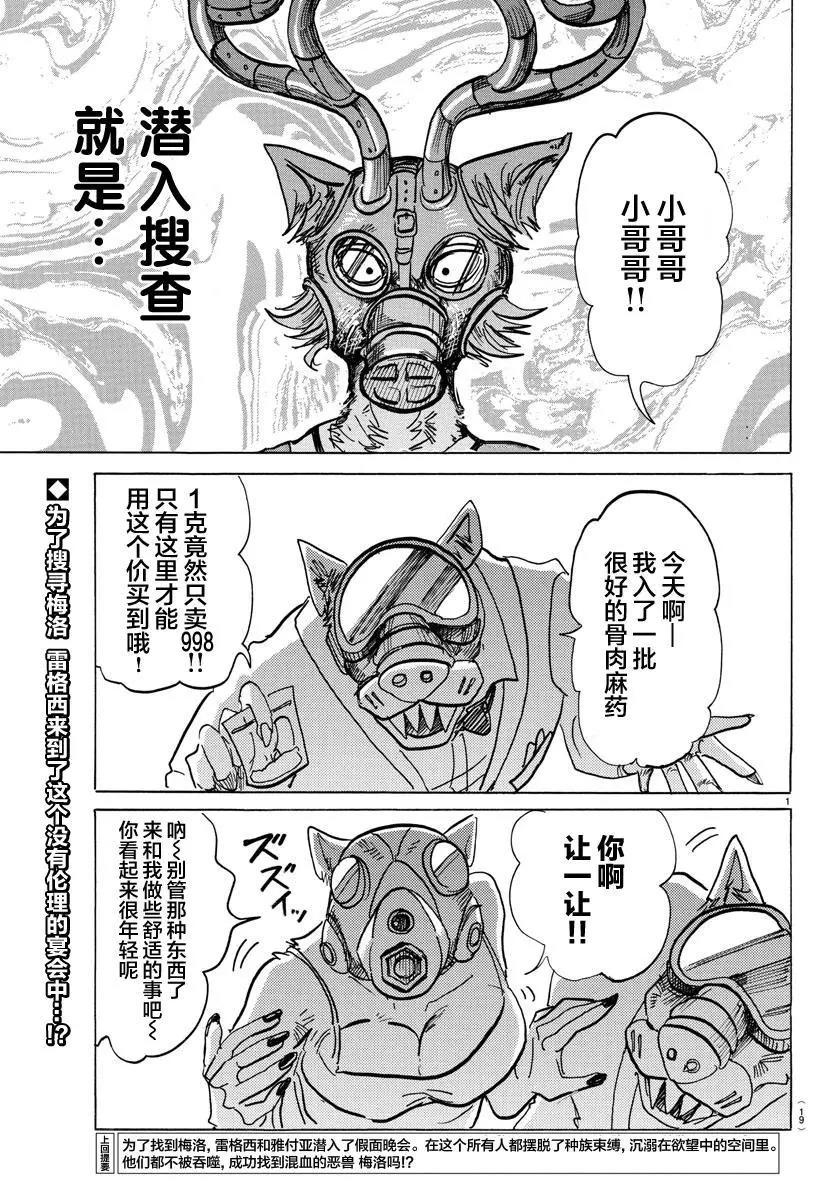 小哥哥
小哥哥!!
潜入搜查
就是…
◆为了搜寻梅洛 雷格西来到了这个没有伦理的宴会中…!?
今天啊—
我入了一批
很好的骨肉麻药
1克竟然只卖998!!
只有这里才能
用这个价买到哦!
1
你啊
让一让!!
ズズイッ
呐~别管那种东西了
来和我做些舒适的事吧~
你看起来很年轻呢
(19)
上回提要
为了找到梅洛,雷格西和雅付亚潜入了假面晚会。在这个所有人都摆脱了种族束缚,沉溺在欲望中的空间里。
他们都不被吞噬,成功找到混血的恶兽 梅洛吗!?